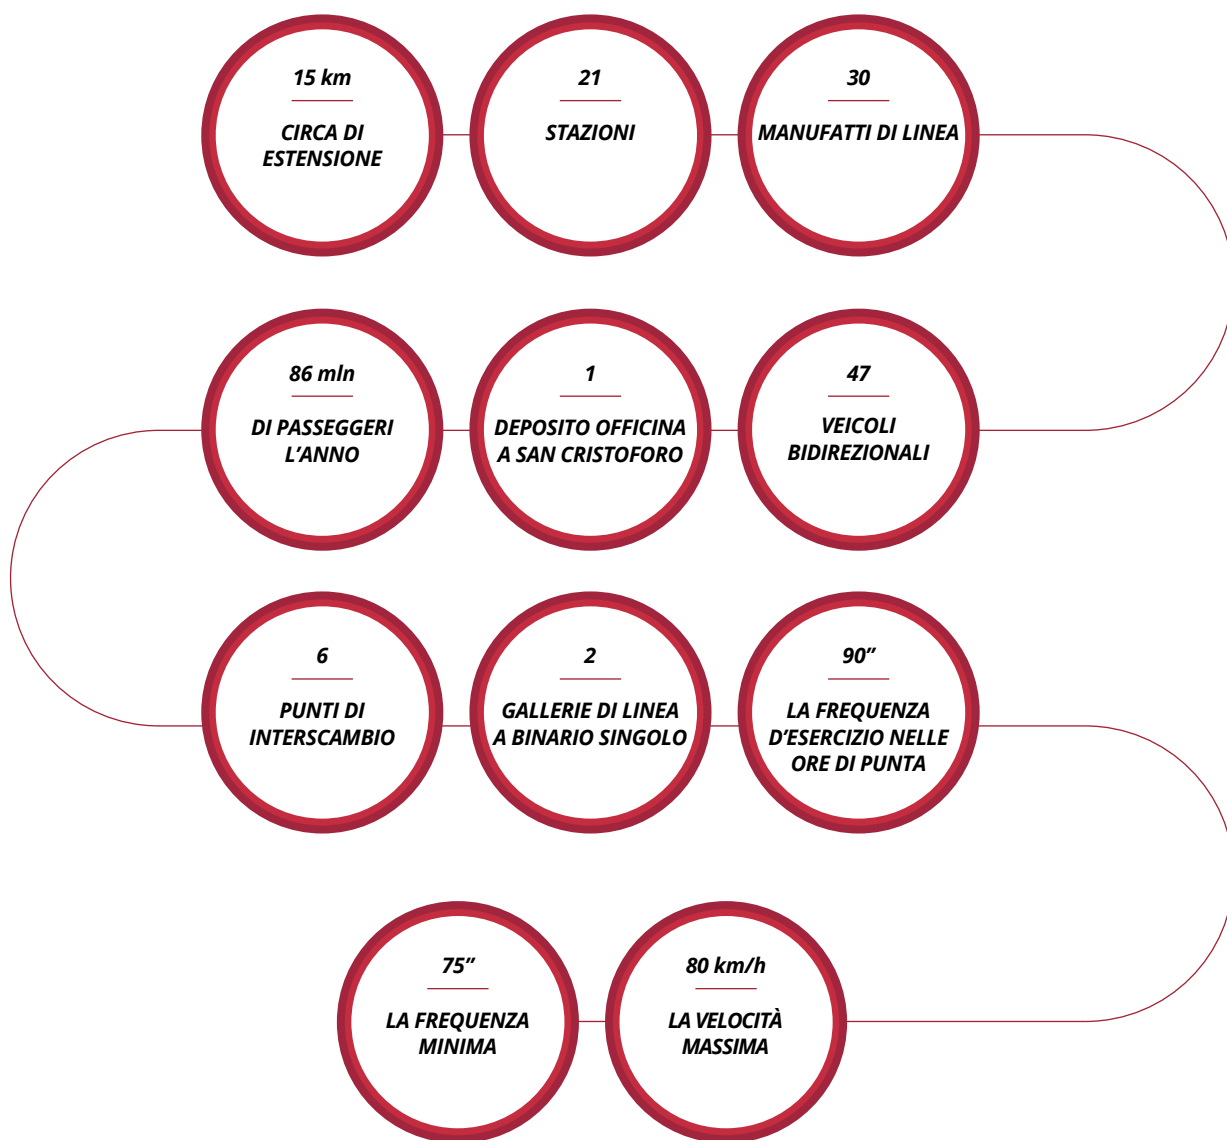 15 km
CIRCA DI
ESTENSIONE
21
STAZIONI
30
MANUFATTI DI LINEA
86 mln
DI PASSEGGERI
L’ANNO
1
DEPOSITO OFFICINA
A SAN CRISTOFORO
47
VEICOLI
BIDIREZIONALI
6
PUNTI DI
INTERSCAMBIO
2
GALLERIE DI LINEA
A BINARIO SINGOLO
90”
LA FREQUENZA
D’ESERCIZIO NELLE
ORE DI PUNTA
75”
LA FREQUENZA
MINIMA
80 km/h
LA VELOCITÀ
MASSIMA